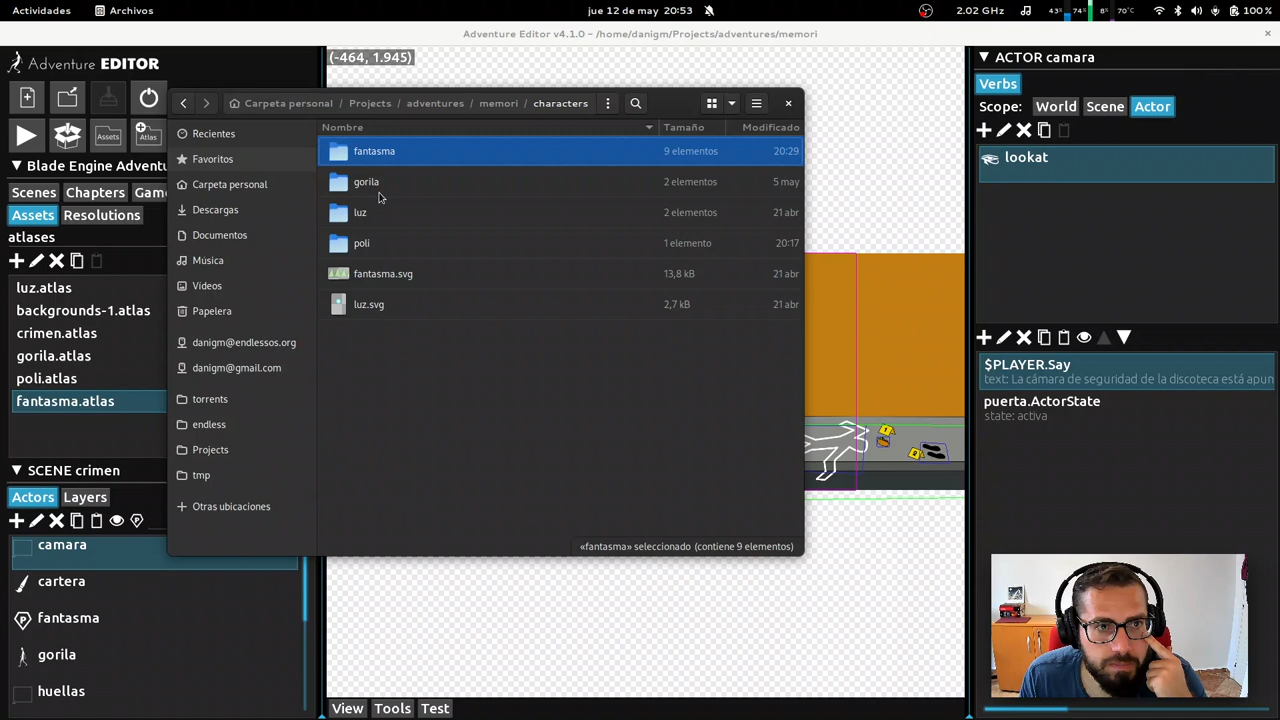 Actividades
Archivos
jue 12 de may 20:53
2.02 GHz
43%
74%
8%
70°C
100 %
Adventure Editor v4.1.0 - /home/danigm/Projects/adventures/memori
Adventure EDITOR
(-464, 1.945)
ACTOR camara
Verbs
Scope: World Scene Actor
lookat
Carpeta personal / Projects / adventures / memori / characters
Nombre Tamaño Modificado
Recientes
Favoritos
Carpeta personal
Descargas
Documentos
Música
Vídeos
Papelera
danigm@endlessos.org
danigm@gmail.com
torrents
endless
Projects
tmp
Otras ubicaciones
fantasma 9 elementos 20:29
gorila 2 elementos 5 may
luz 2 elementos 21 abr
poli 1 elemento 20:17
fantasma.svg 13,8 kB 21 abr
luz.svg 2,7 kB 21 abr
«fantasma» seleccionado (contiene 9 elementos)
Assets
Atlas
Blade Engine Adventu
Scenes Chapters Gam
Assets Resolutions
atlases
luz.atlas
backgrounds-1.atlas
crimen.atlas
gorila.atlas
poli.atlas
fantasma.atlas
SCENE crimen
Actors Layers
camara
cartera
fantasma
gorila
huellas
$PLAYER.Say
text: La cámara de seguridad de la discoteca está apun
puerta.ActorState
state: activa
View Tools Test